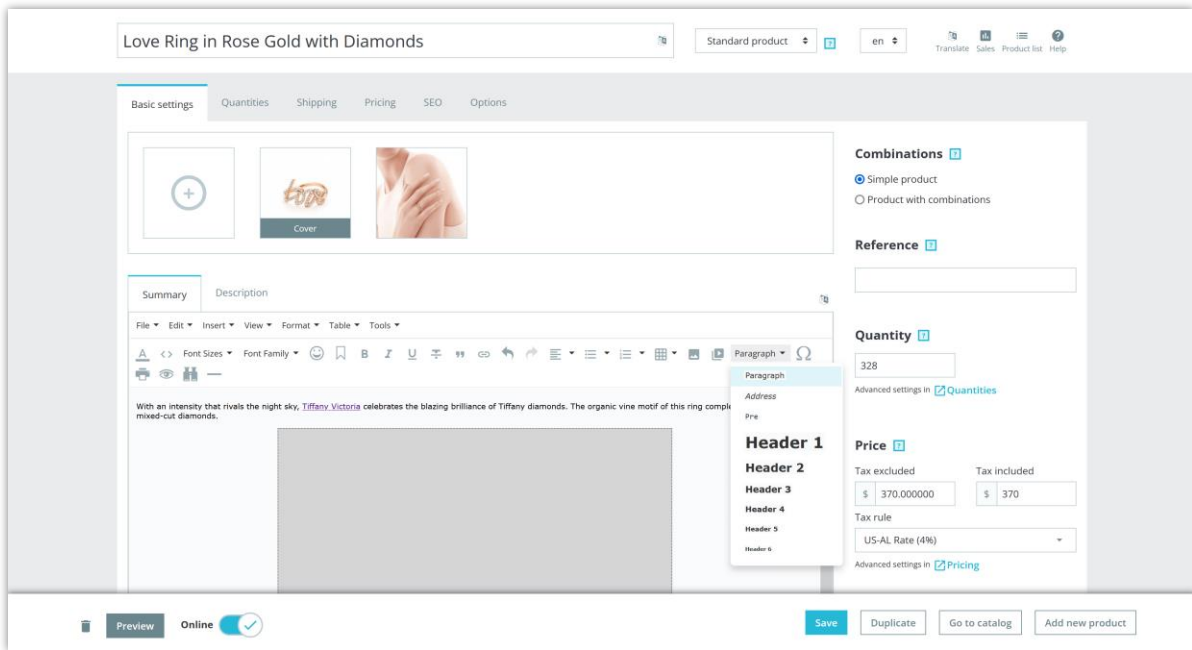 Love Ring in Rose Gold with Diamonds
Standard product
?
en
Translate Sales Product list Help
Basic settings Quantities Shipping Pricing SEO Options
Cover
Combinations ?
Simple product
Product with combinations
Reference ?
Summary Description
File Edit Insert View Format Table Tools
A <> Font Sizes Font Family B I U Paragraph Ω
Paragraph
Address
Pre
Header 1
Header 2
Header 3
Header 4
Header 5
Header 6
With an intensity that rivals the night sky, Tiffany Victoria celebrates the blazing brilliance of Tiffany diamonds. The organic vine motif of this ring
mixed-cut diamonds.
Quantity ?
328
Advanced settings in Quantities
Price ?
Tax excluded Tax included
$ 370.000000 $ 370
Tax rule
US-AL Rate (4%)
Advanced settings in Pricing
Preview Online Save Duplicate Go to catalog Add new product